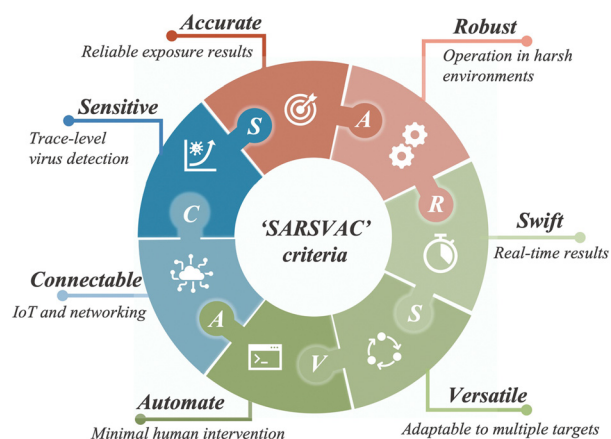 Accurate
Reliable exposure results
Robust
Operation in harsh
environments
Sensitive
Trace-level
virus detection
S
A
C
R
'SARSVAC'
criteria
Swift
Real-time results
Connectable
IoT and networking
A
V
S
>_
Automate
Minimal human intervention
Versatile
Adaptable to multiple targets